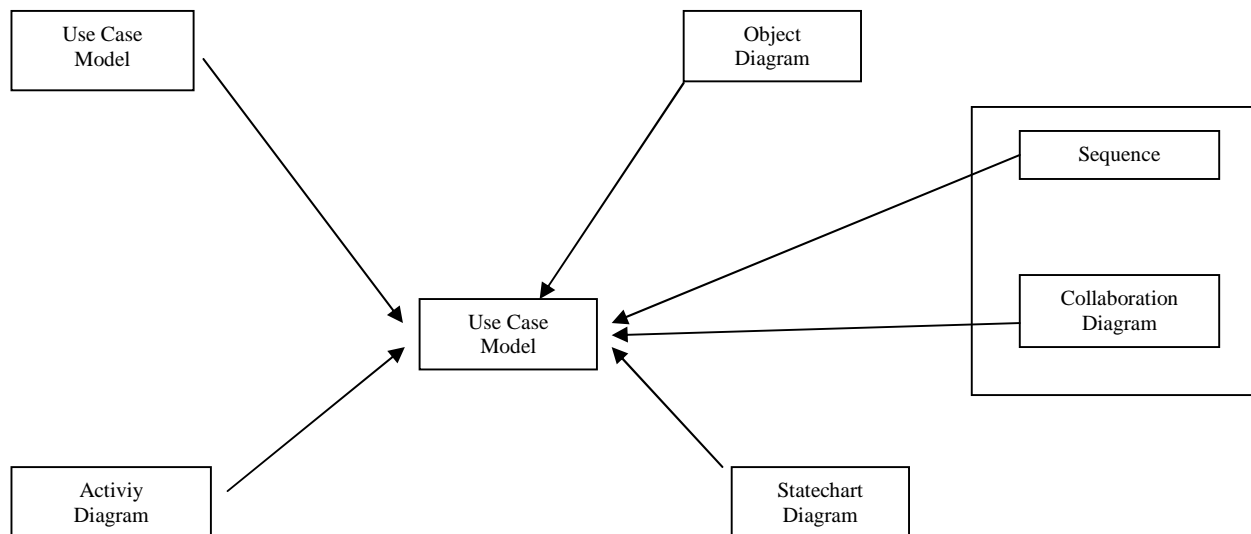 Use Case
Model
Object
Diagram
Sequence
Collaboration
Diagram
Use Case
Model
Activiy
Diagram
Statechart
Diagram